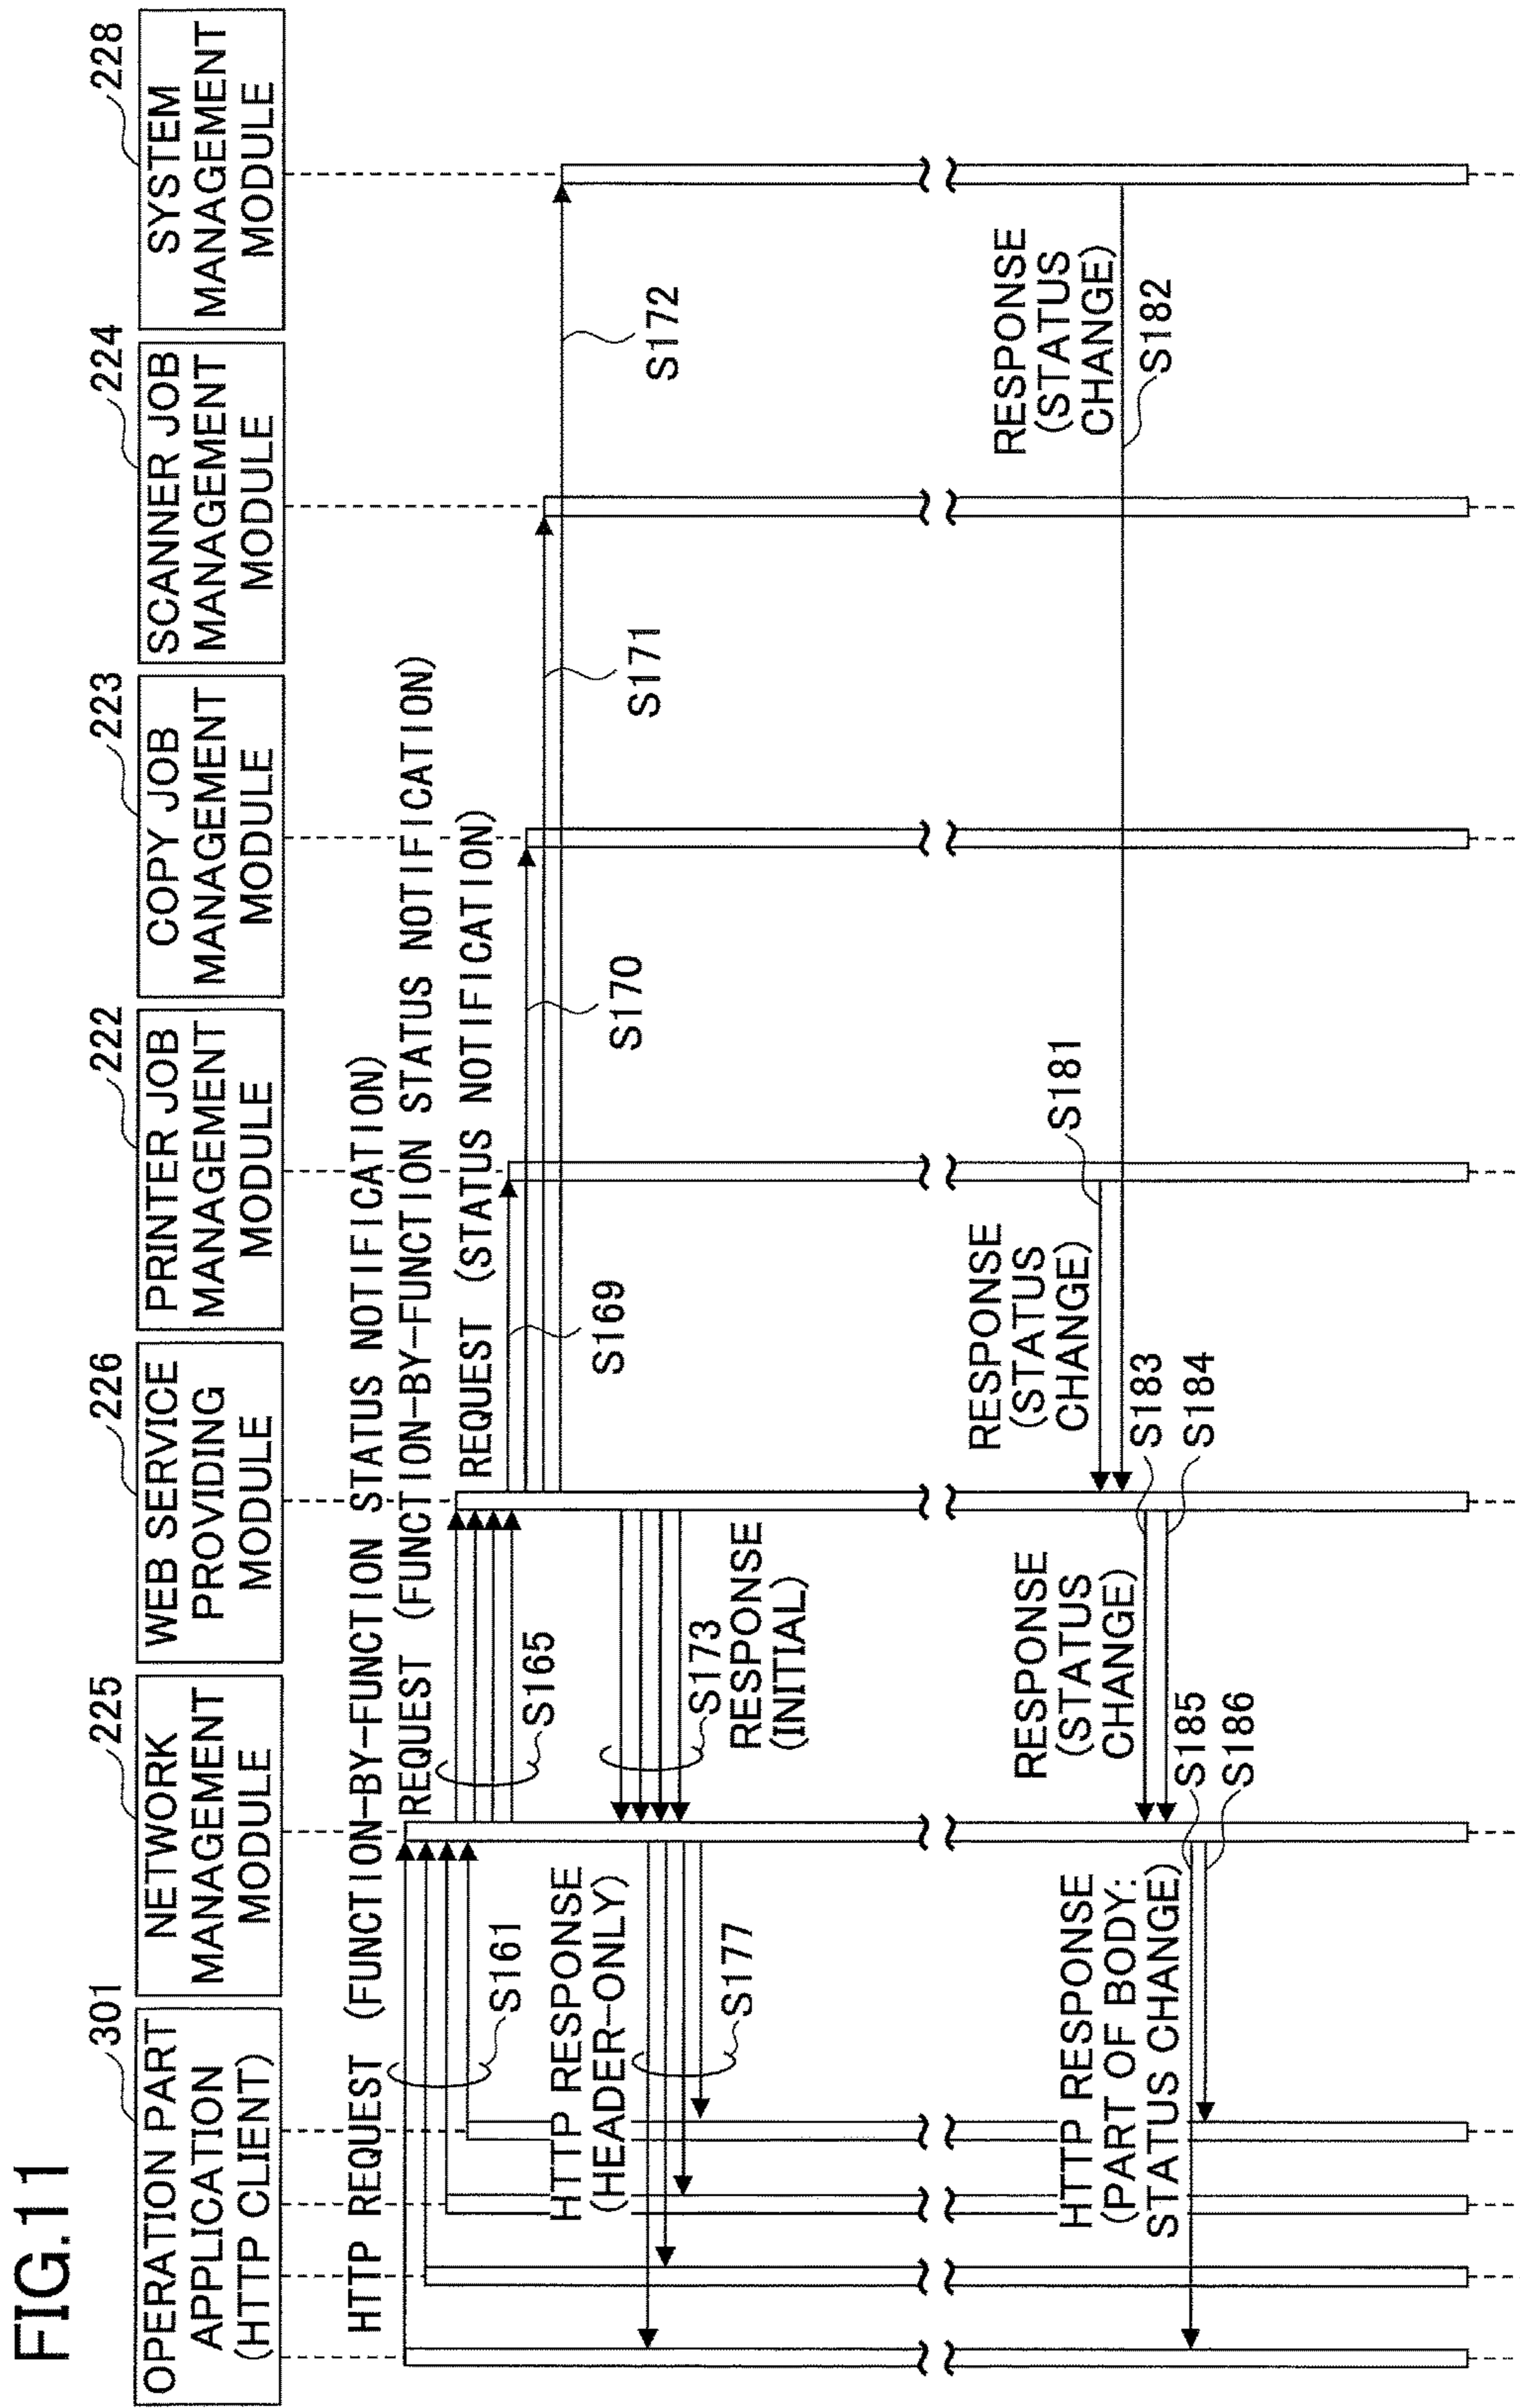 FIG.11
301
OPERATION PART
APPLICATION
(HTTP CLIENT)
225
NETWORK
MANAGEMENT
MODULE
226
WEB SERVICE
PROVIDING
MODULE
222
PRINTER JOB
MANAGEMENT
MODULE
223
COPY JOB
MANAGEMENT
MODULE
224
SCANNER JOB
MANAGEMENT
MODULE
228
SYSTEM
MANAGEMENT
MODULE
HTTP REQUEST (FUNCTION-BY-FUNCTION STATUS NOTIFICATION)
REQUEST (FUNCTION-BY-FUNCTION STATUS NOTIFICATION)
REQUEST (STATUS NOTIFICATION)
S161
S165
S169
S170
S171
S172
HTTP RESPONSE
(HEADER-ONLY)
S177
S173
RESPONSE
(INITIAL)
RESPONSE
(STATUS
CHANGE)
S181
RESPONSE
(STATUS
CHANGE)
S182
RESPONSE
(STATUS
CHANGE)
S183
S184
HTTP RESPONSE
(PART OF BODY:
STATUS CHANGE)
S185
S186